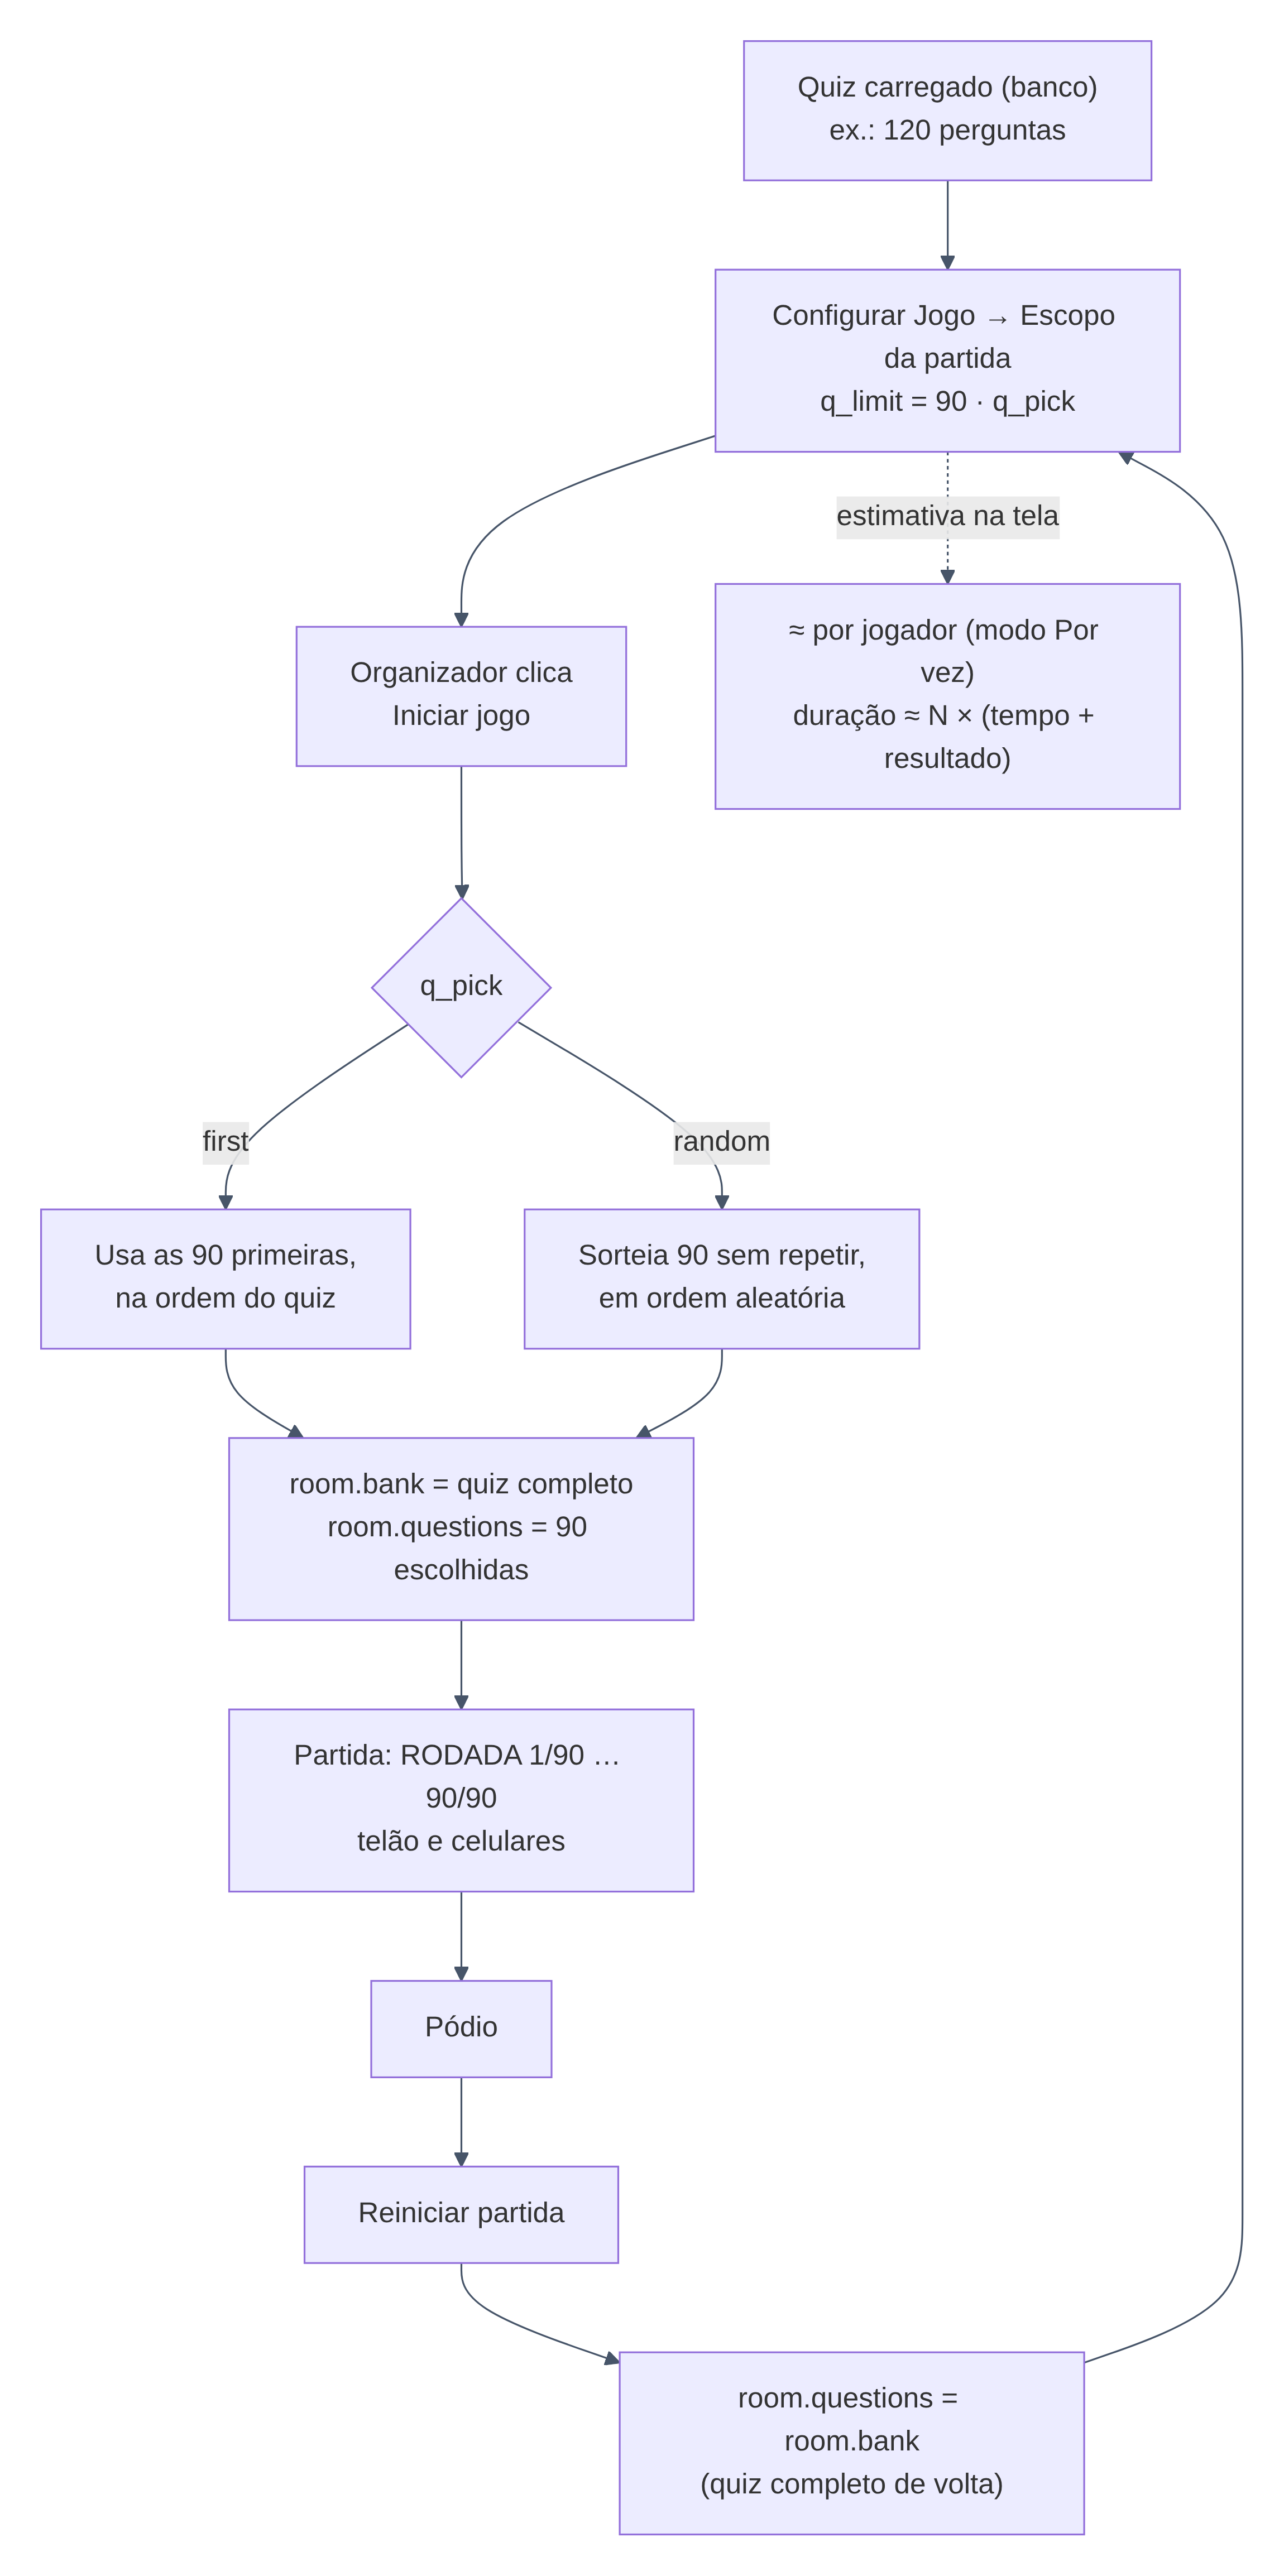 Quiz carregado (banco)
ex.: 120 perguntas
Configurar Jogo → Escopo
da partida
q_limit = 90 · q_pick
estimativa na tela
≈ por jogador (modo Por
vez)
duração ≈ N × (tempo +
resultado)
Organizador clica
Iniciar jogo
q_pick
first
random
Usa as 90 primeiras,
na ordem do quiz
Sorteia 90 sem repetir,
em ordem aleatória
room.bank = quiz completo
room.questions = 90
escolhidas
Partida: RODADA 1/90 …
90/90
telão e celulares
Pódio
Reiniciar partida
room.questions =
room.bank
(quiz completo de volta)